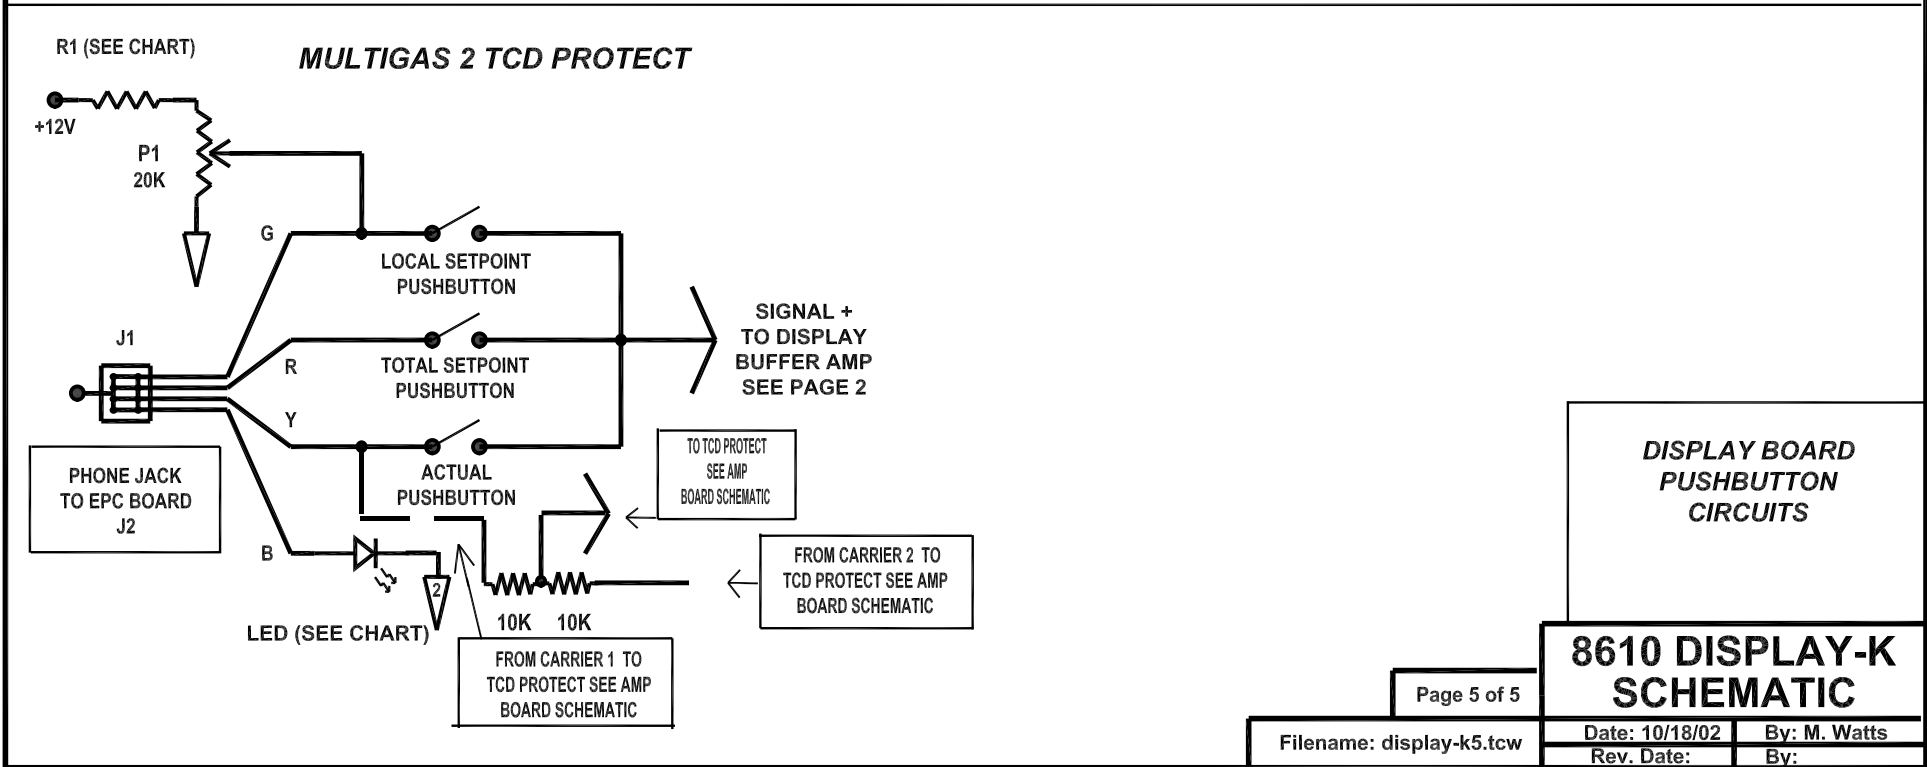 R1 (SEE CHART)
MULTIGAS 2 TCD PROTECT
+12V
P1
20K
G
LOCAL SETPOINT
PUSHBUTTON
J1
R
TOTAL SETPOINT
PUSHBUTTON
SIGNAL +
TO DISPLAY
BUFFER AMP
SEE PAGE 2
Y
ACTUAL
PUSHBUTTON
PHONE JACK
TO EPC BOARD
J2
TO TCD PROTECT
SEE AMP
BOARD SCHEMATIC
B
2
LED (SEE CHART)
10K 10K
FROM CARRIER 2 TO
TCD PROTECT SEE AMP
BOARD SCHEMATIC
FROM CARRIER 1 TO
TCD PROTECT SEE AMP
BOARD SCHEMATIC
DISPLAY BOARD
PUSHBUTTON
CIRCUITS
8610 DISPLAY-K
SCHEMATIC
Page 5 of 5
Filename: display-k5.tcw
Date: 10/18/02 By: M. Watts
Rev. Date: By: